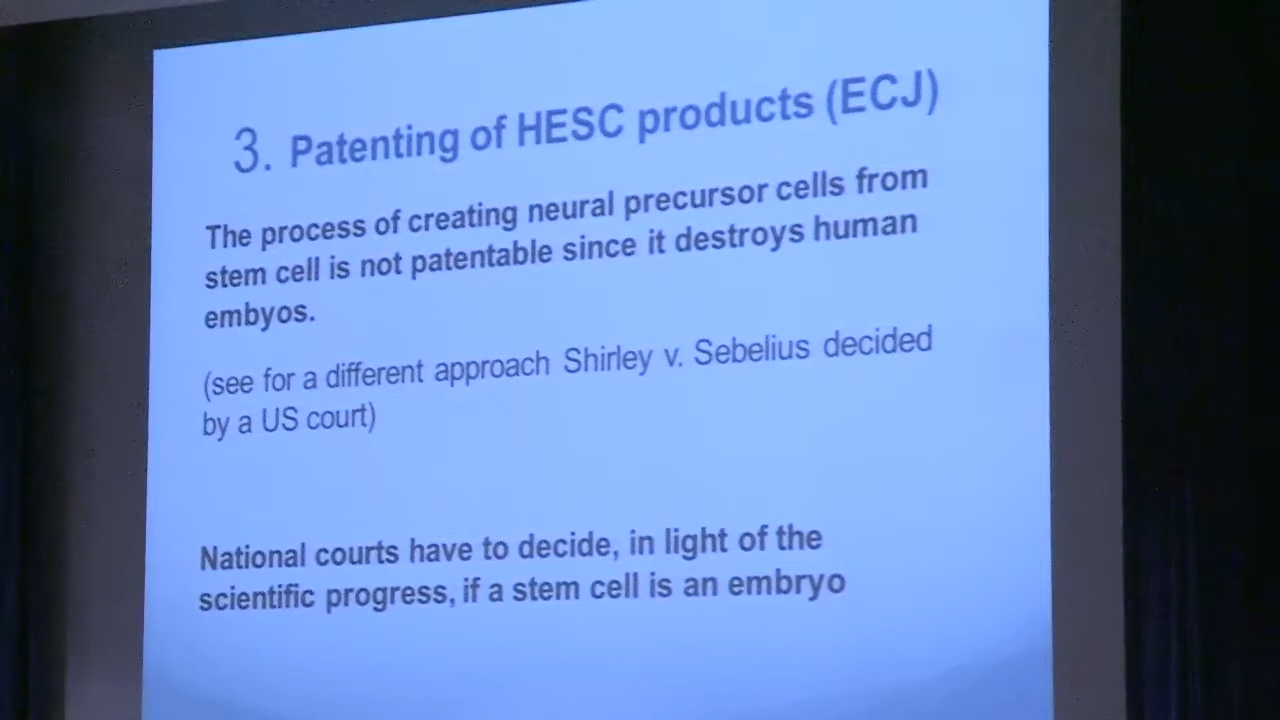 3. Patenting of HESC products (ECJ)
The process of creating neural precursor cells from
stem cell is not patentable since it destroys human
embyos.
(see for a different approach Shirley v. Sebelius decided
by a US court)
National courts have to decide, in light of the
scientific progress, if a stem cell is an embryo